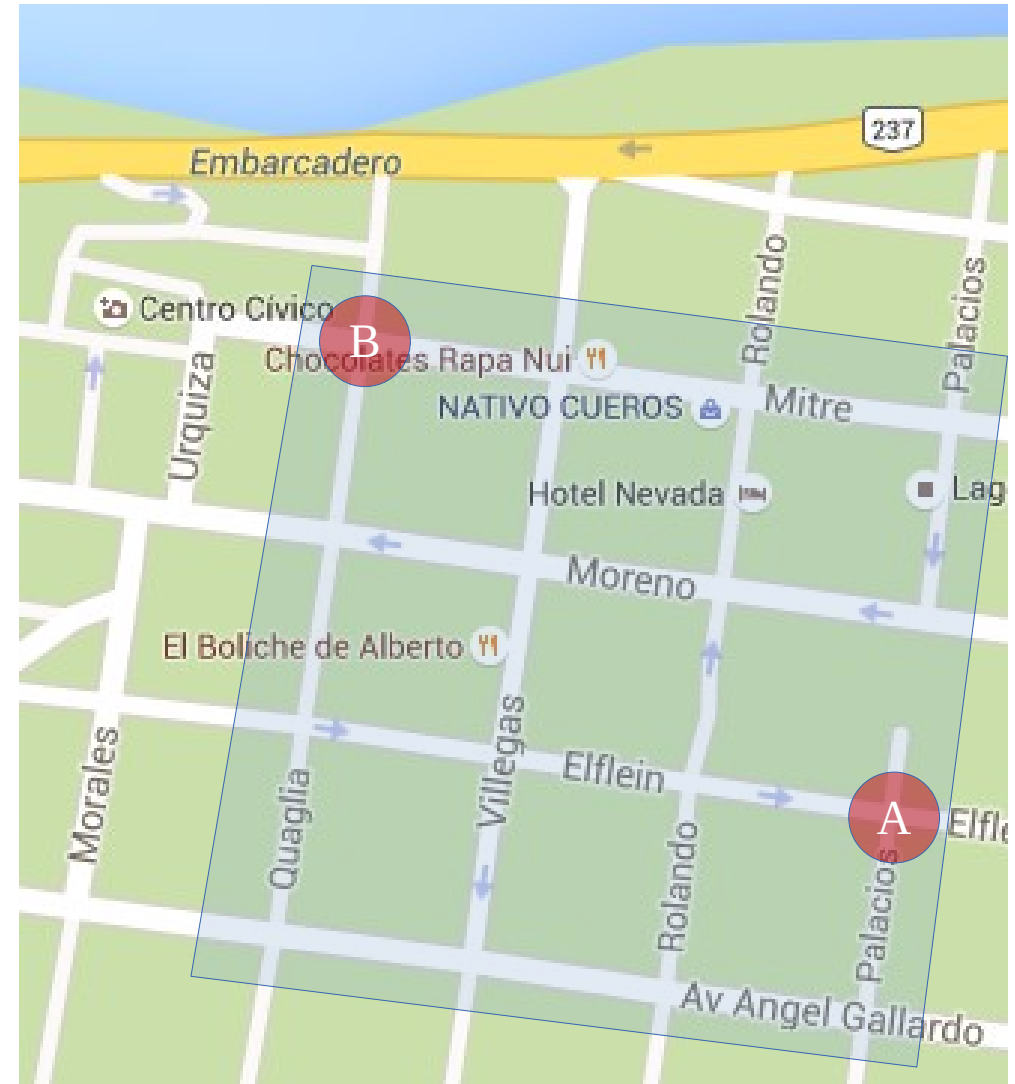 237
Embarcadero
Rolando
Palacios
Centro Cívico
B
Chocolates Rapa Nui
Urquiza
NATIVO CUEROS
Mitre
Hotel Nevada
Lag
Moreno
El Boliche de Alberto
Villegas
Morales
Quaglia
Elflein
A
Elfle
Rolando
Palacios
Av Angel Gallardo